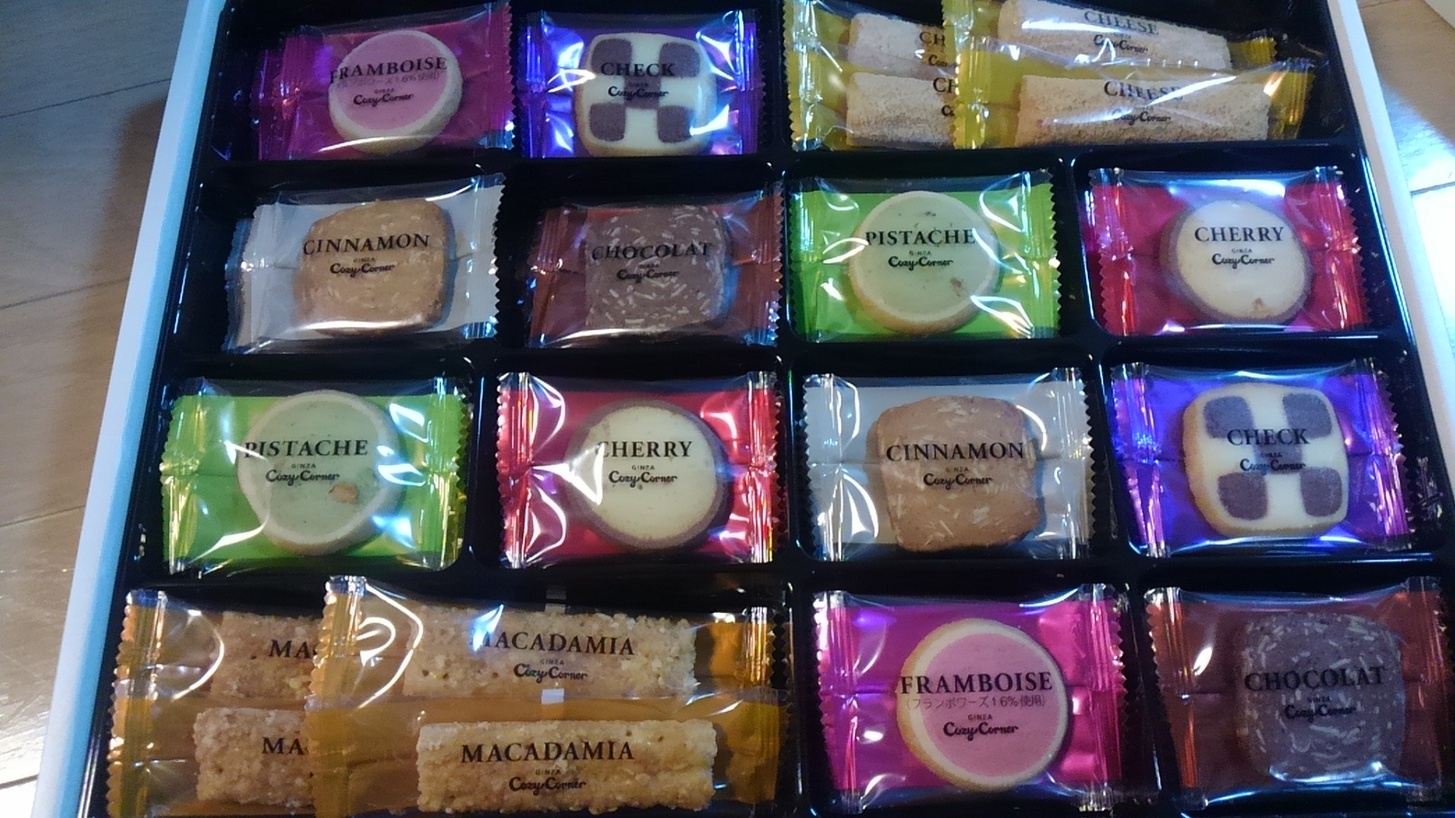 FRAMBOISE
GINZA
Cozy Corner
CHECK
GINZA
Cozy Corner
CHEESE
Cozy Corner
CHEESE
Cozy Corner
CINNAMON
GINZA
Cozy Corner
CHOCOLAT
GINZA
Cozy Corner
PISTACHE
GINZA
Cozy Corner
CHERRY
GINZA
Cozy Corner
PISTACHE
GINZA
Cozy Corner
CHERRY
GINZA
Cozy Corner
CINNAMON
GINZA
Cozy Corner
CHECK
GINZA
Cozy Corner
MACADAMIA
GINZA
Cozy Corner
MACADAMIA
GINZA
Cozy Corner
FRAMBOISE
(フランボワーズ1.6%使用)
GINZA
Cozy Corner
CHOCOLAT
GINZA
Cozy Corner